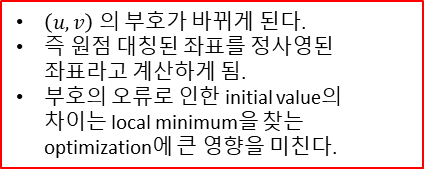 • (u, v) 의 부호가 바뀌게 된다.
• 즉 원점 대칭된 좌표를 정사영된
좌표라고 계산하게 됨.
• 부호의 오류로 인한 initial value의
차이는 local minimum을 찾는
optimization에 큰 영향을 미친다.